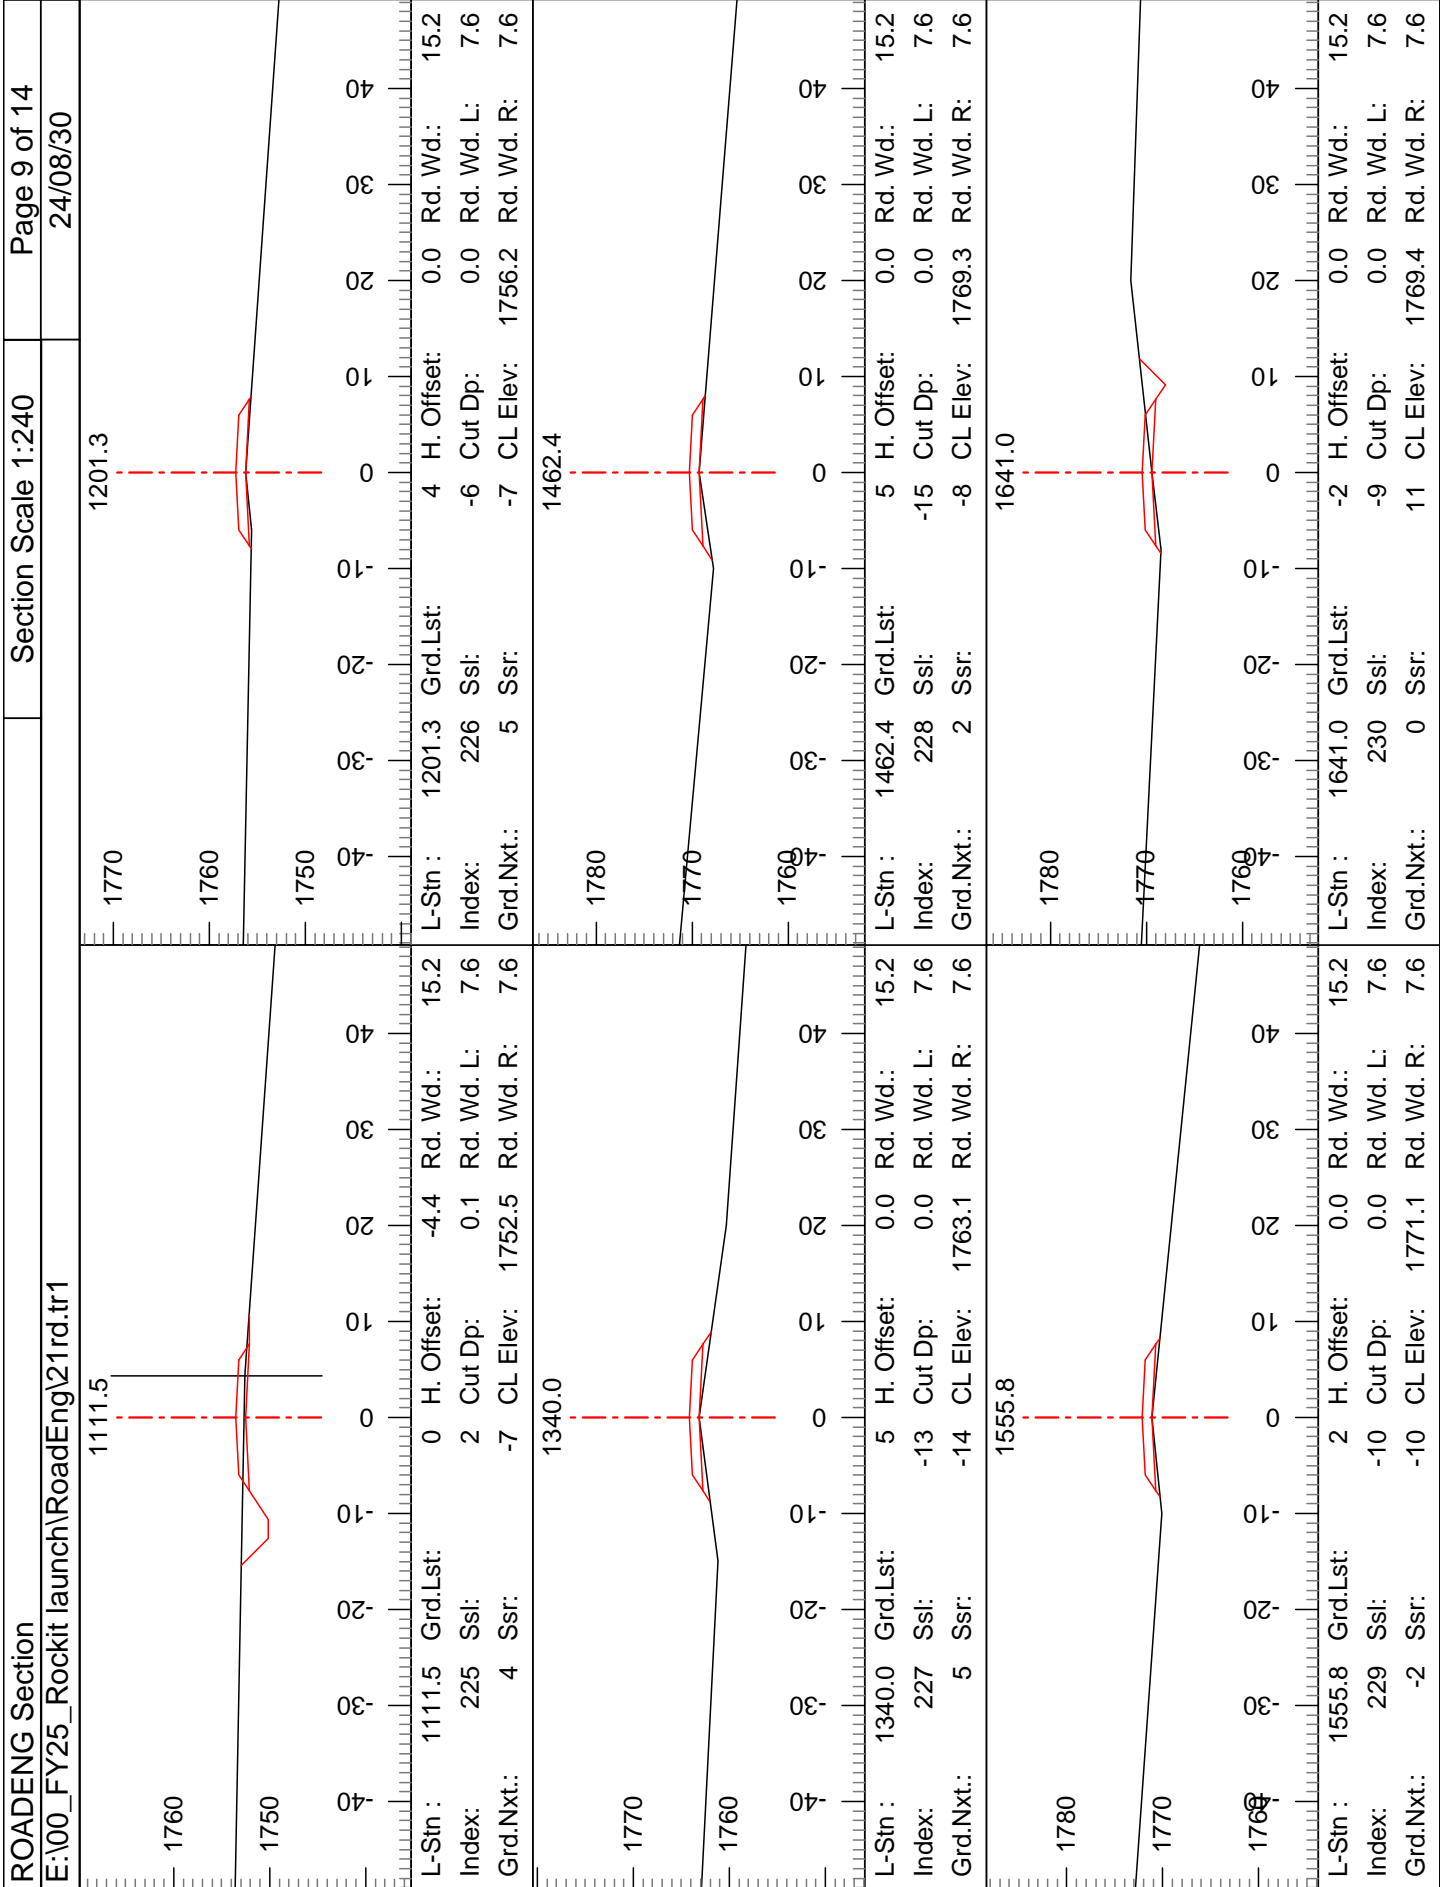 ROADENG Section Section Scale 1:240 Page 9 of 14
E:\00_FY25_Rockit launch\RoadEng\21rd.tr1 24/08/30
1111.5
1760
1750
-40 -30 -20 -10 0 10 20 30 40
L-Stn : 1111.5 Grd.Lst: 0 H. Offset: -4.4 Rd. Wd.: 15.2
Index: 225 Ssl: 2 Cut Dp: 0.1 Rd. Wd. L: 7.6
Grd.Nxt.: 4 Ssr: -7 CL Elev: 1752.5 Rd. Wd. R: 7.6
1201.3
1770
1760
1750
-40 -30 -20 -10 0 10 20 30 40
L-Stn : 1201.3 Grd.Lst: 4 H. Offset: 0.0 Rd. Wd.: 15.2
Index: 226 Ssl: -6 Cut Dp: 0.0 Rd. Wd. L: 7.6
Grd.Nxt.: 5 Ssr: -7 CL Elev: 1756.2 Rd. Wd. R: 7.6
1340.0
1770
1760
-40 -30 -20 -10 0 10 20 30 40
L-Stn : 1340.0 Grd.Lst: 5 H. Offset: 0.0 Rd. Wd.: 15.2
Index: 227 Ssl: -13 Cut Dp: 0.0 Rd. Wd. L: 7.6
Grd.Nxt.: 5 Ssr: -14 CL Elev: 1763.1 Rd. Wd. R: 7.6
1462.4
1780
1770
1760
-40 -30 -20 -10 0 10 20 30 40
L-Stn : 1462.4 Grd.Lst: 5 H. Offset: 0.0 Rd. Wd.: 15.2
Index: 228 Ssl: -15 Cut Dp: 0.0 Rd. Wd. L: 7.6
Grd.Nxt.: 2 Ssr: -8 CL Elev: 1769.3 Rd. Wd. R: 7.6
1555.8
1780
1770
1760
-40 -30 -20 -10 0 10 20 30 40
L-Stn : 1555.8 Grd.Lst: 2 H. Offset: 0.0 Rd. Wd.: 15.2
Index: 229 Ssl: -10 Cut Dp: 0.0 Rd. Wd. L: 7.6
Grd.Nxt.: -2 Ssr: -10 CL Elev: 1771.1 Rd. Wd. R: 7.6
1641.0
1780
1770
1760
-40 -30 -20 -10 0 10 20 30 40
L-Stn : 1641.0 Grd.Lst: -2 H. Offset: 0.0 Rd. Wd.: 15.2
Index: 230 Ssl: -9 Cut Dp: 0.0 Rd. Wd. L: 7.6
Grd.Nxt.: 0 Ssr: 11 CL Elev: 1769.4 Rd. Wd. R: 7.6